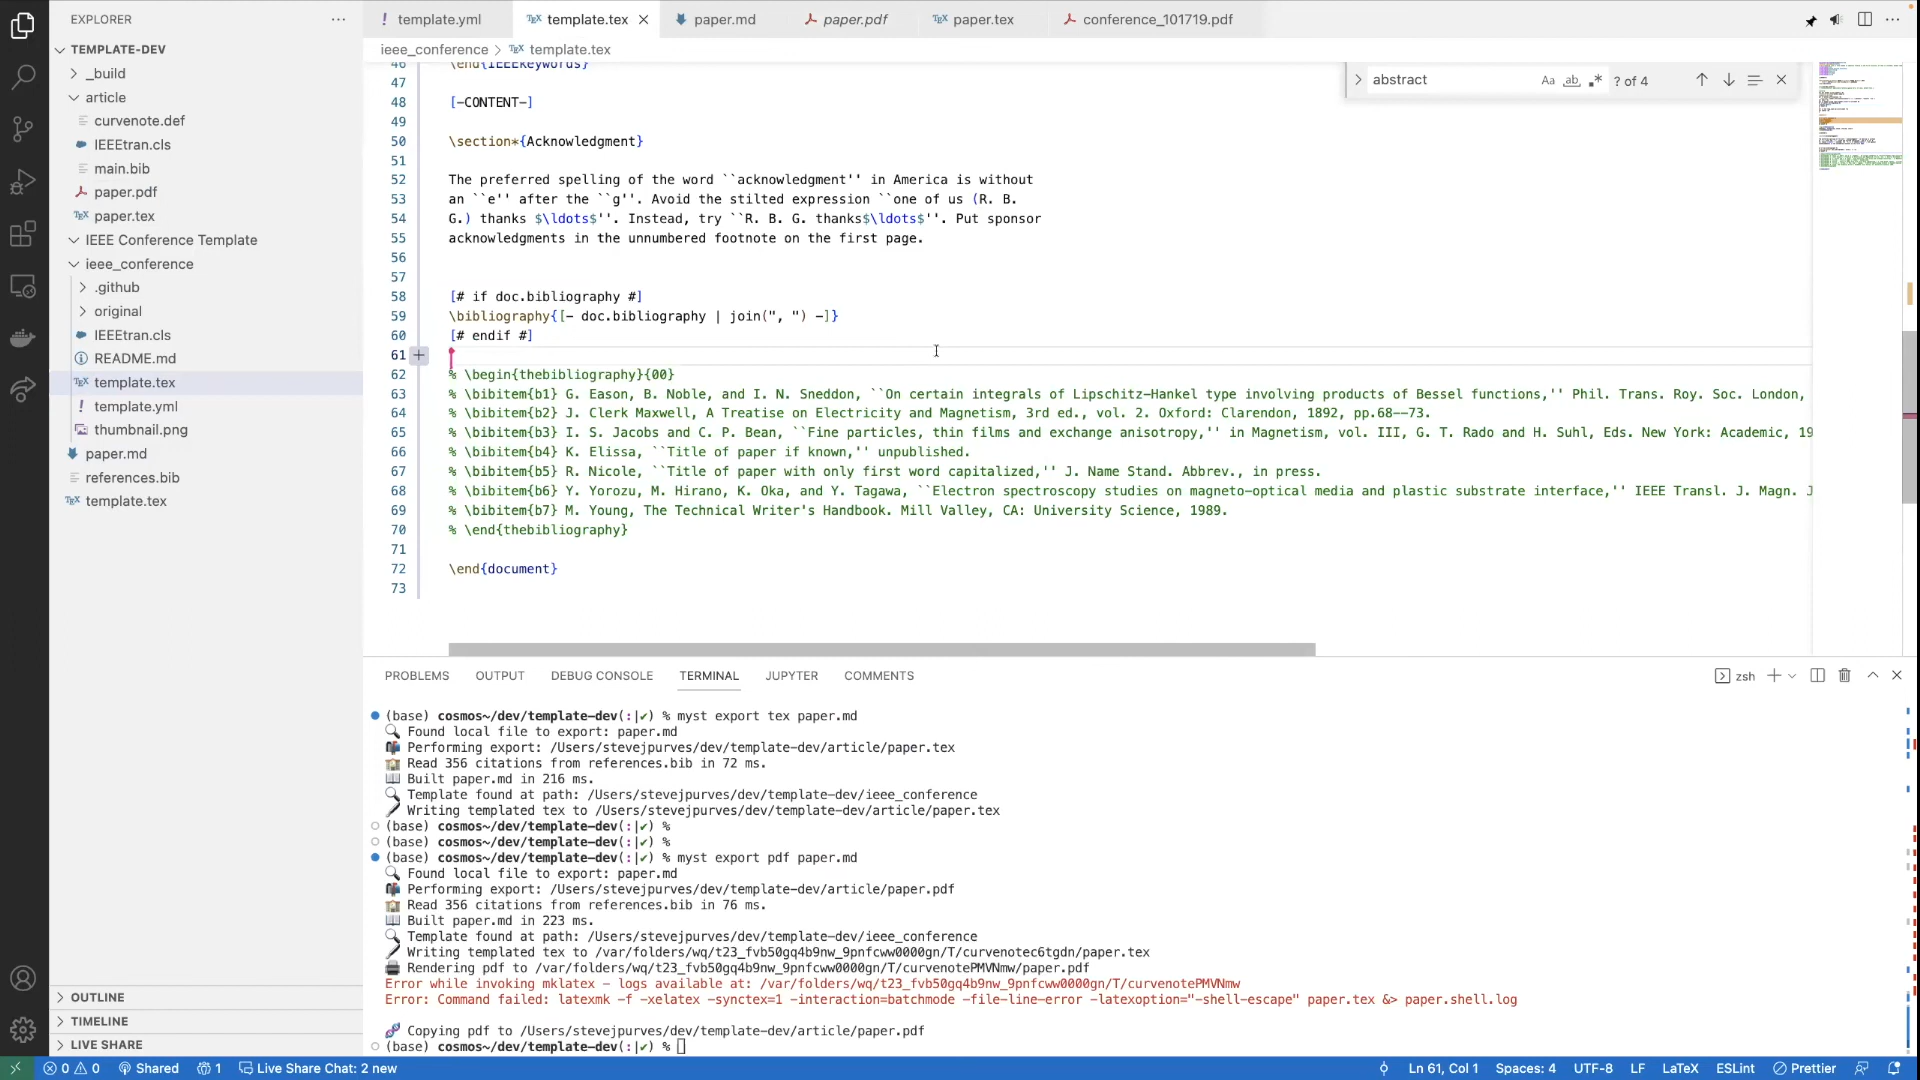 EXPLORER
TEMPLATE-DEV
_build
article
curvenote.def
IEEEtran.cls
main.bib
paper.pdf
paper.tex
IEEE Conference Template
ieee_conference
.github
original
IEEEtran.cls
README.md
template.tex
template.yml
thumbnail.png
paper.md
references.bib
template.tex
OUTLINE
TIMELINE
LIVE SHARE
template.yml
template.tex
paper.md
paper.pdf
paper.tex
conference_101719.pdf
ieee_conference > template.tex
abstract
Aa ab ? of 4
46 \end{IEEEkeywords}
47
48 [-CONTENT-]
49
50 \section*{Acknowledgment}
51
52 The preferred spelling of the word ``acknowledgment'' in America is without
53 an ``e'' after the ``g''. Avoid the stilted expression ``one of us (R. B.
54 G.) thanks $\ldots$''. Instead, try ``R. B. G. thanks$\ldots$''. Put sponsor
55 acknowledgments in the unnumbered footnote on the first page.
56
57
58 [# if doc.bibliography #]
59 \bibliography{[- doc.bibliography | join(", ") -]}
60 [# endif #]
61
62 % \begin{thebibliography}{00}
63 % \bibitem{b1} G. Eason, B. Noble, and I. N. Sneddon, ``On certain integrals of Lipschitz-Hankel type involving products of Bessel functions,'' Phil. Trans. Roy. Soc. London,
64 % \bibitem{b2} J. Clerk Maxwell, A Treatise on Electricity and Magnetism, 3rd ed., vol. 2. Oxford: Clarendon, 1892, pp.68--73.
65 % \bibitem{b3} I. S. Jacobs and C. P. Bean, ``Fine particles, thin films and exchange anisotropy,'' in Magnetism, vol. III, G. T. Rado and H. Suhl, Eds. New York: Academic, 19
66 % \bibitem{b4} K. Elissa, ``Title of paper if known,'' unpublished.
67 % \bibitem{b5} R. Nicole, ``Title of paper with only first word capitalized,'' J. Name Stand. Abbrev., in press.
68 % \bibitem{b6} Y. Yorozu, M. Hirano, K. Oka, and Y. Tagawa, ``Electron spectroscopy studies on magneto-optical media and plastic substrate interface,'' IEEE Transl. J. Magn. J
69 % \bibitem{b7} M. Young, The Technical Writer's Handbook. Mill Valley, CA: University Science, 1989.
70 % \end{thebibliography}
71
72 \end{document}
73
PROBLEMS OUTPUT DEBUG CONSOLE TERMINAL JUPYTER COMMENTS
zsh
(base) cosmos~/dev/template-dev(:|✔) % myst export tex paper.md
Found local file to export: paper.md
Performing export: /Users/stevejpurves/dev/template-dev/article/paper.tex
Read 356 citations from references.bib in 72 ms.
Built paper.md in 216 ms.
Template found at path: /Users/stevejpurves/dev/template-dev/ieee_conference
Writing templated tex to /Users/stevejpurves/dev/template-dev/article/paper.tex
(base) cosmos~/dev/template-dev(:|✔) %
(base) cosmos~/dev/template-dev(:|✔) %
(base) cosmos~/dev/template-dev(:|✔) % myst export pdf paper.md
Found local file to export: paper.md
Performing export: /Users/stevejpurves/dev/template-dev/article/paper.pdf
Read 356 citations from references.bib in 76 ms.
Built paper.md in 223 ms.
Template found at path: /Users/stevejpurves/dev/template-dev/ieee_conference
Writing templated tex to /var/folders/wq/t23_fvb50gq4b9nw_9pnfcww0000gn/T/curvenotec6tgdn/paper.tex
Rendering pdf to /var/folders/wq/t23_fvb50gq4b9nw_9pnfcww0000gn/T/curvenotePMVNmw/paper.pdf
Error while invoking mklatex - logs available at: /var/folders/wq/t23_fvb50gq4b9nw_9pnfcww0000gn/T/curvenotePMVNmw
Error: Command failed: latexmk -f -xelatex -synctex=1 -interaction=batchmode -file-line-error -latexoption="-shell-escape" paper.tex &> paper.shell.log
Copying pdf to /Users/stevejpurves/dev/template-dev/article/paper.pdf
(base) cosmos~/dev/template-dev(:|✔) %
0 0 Shared 1 Live Share Chat: 2 new
Ln 61, Col 1 Spaces: 4 UTF-8 LF LaTeX ESLint Prettier